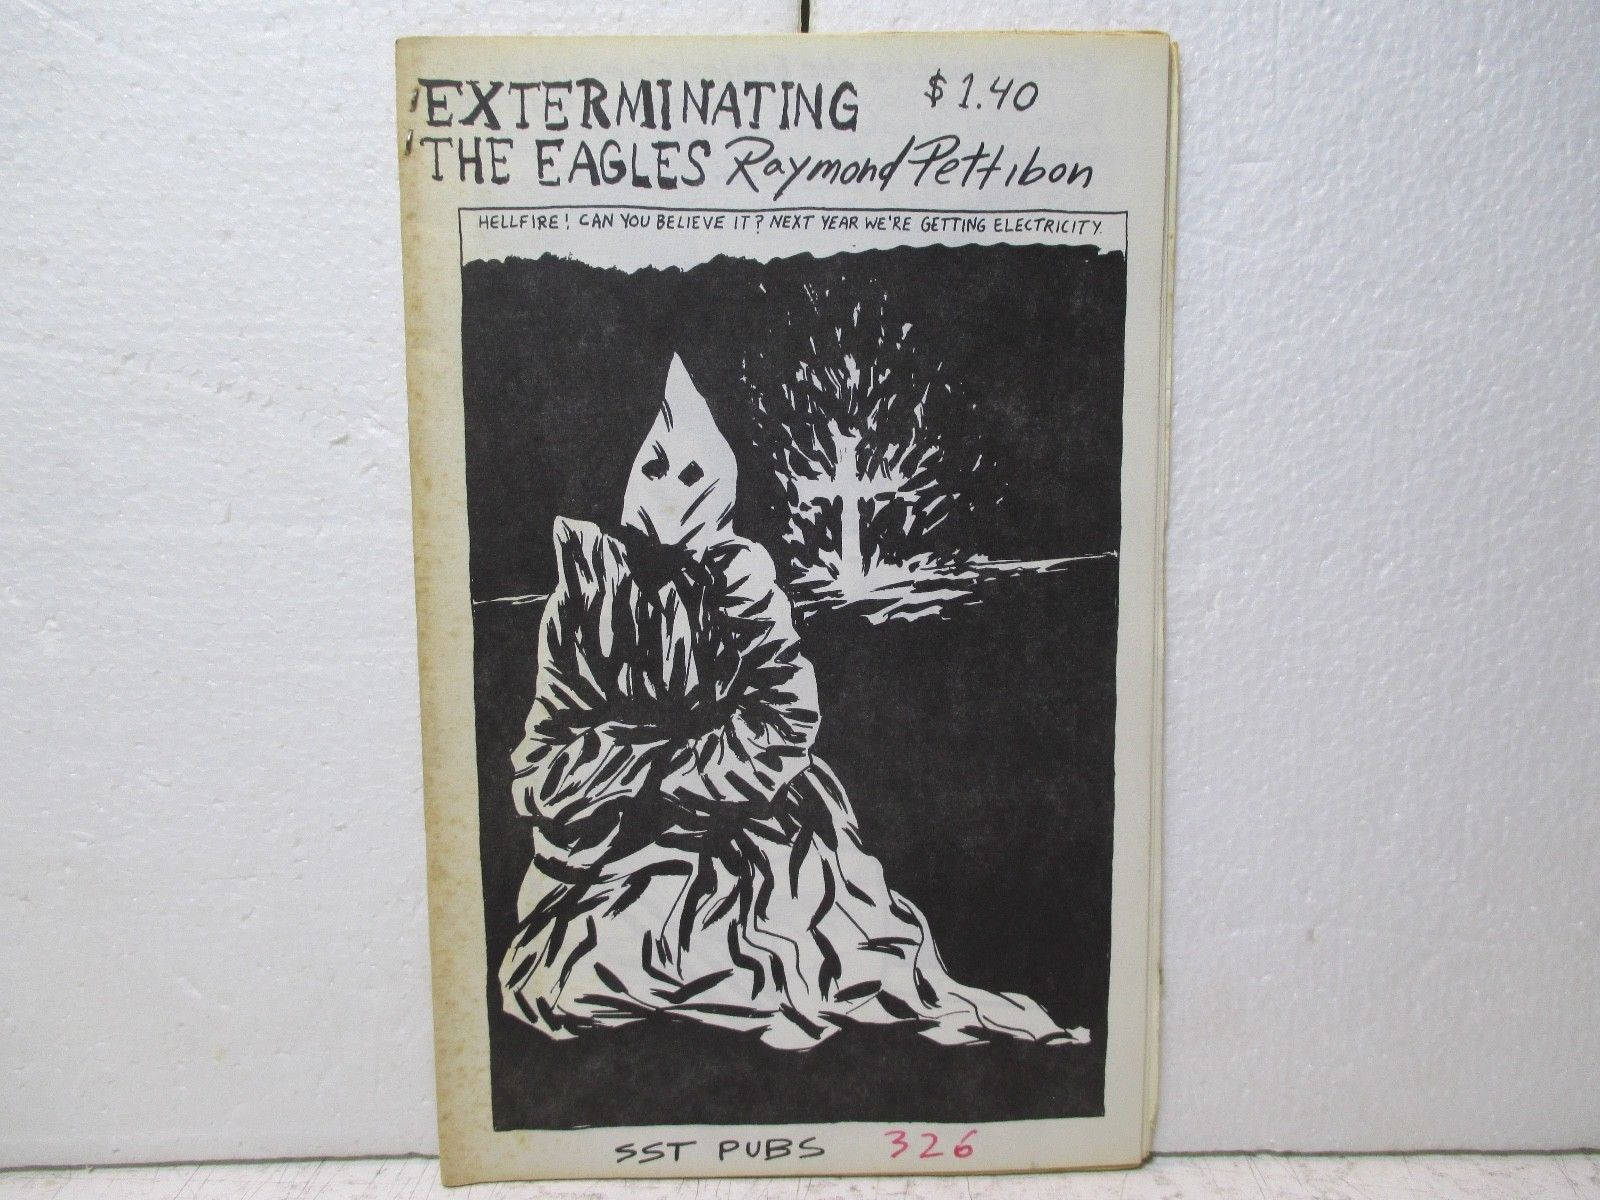 EXTERMINATING $1.40
THE EAGLES Raymond Pettibon
HELLFIRE! CAN YOU BELIEVE IT? NEXT YEAR WE'RE GETTING ELECTRICITY.
SST PUBS 326